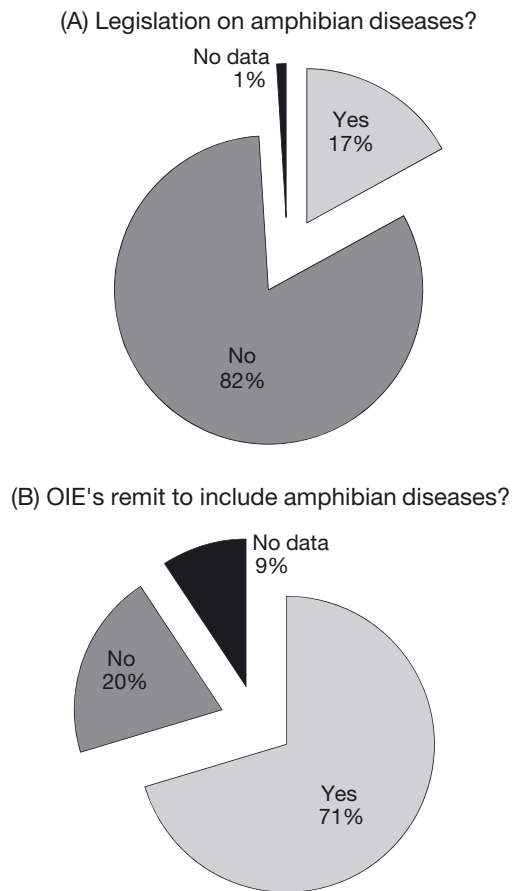 (A) Legislation on amphibian diseases?
No data
1%
Yes
17%
No
82%
(B) OIE's remit to include amphibian diseases?
No data
9%
No
20%
Yes
71%